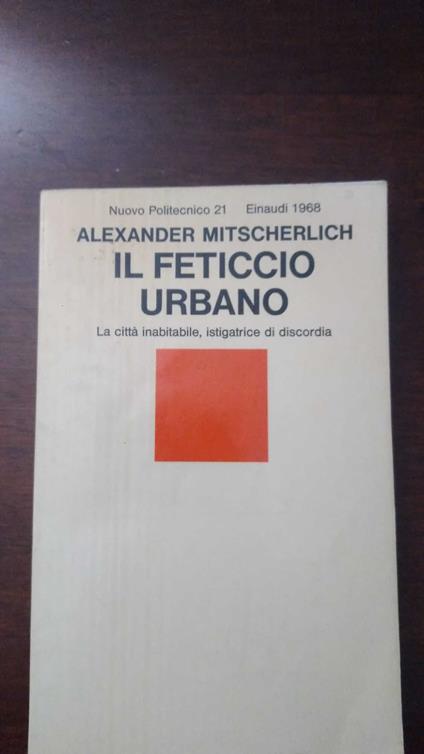 Nuovo Politecnico 21 Einaudi 1968
ALEXANDER MITSCHERLICH
IL FETICCIO
URBANO
La città inabitabile, istigatrice di discordia